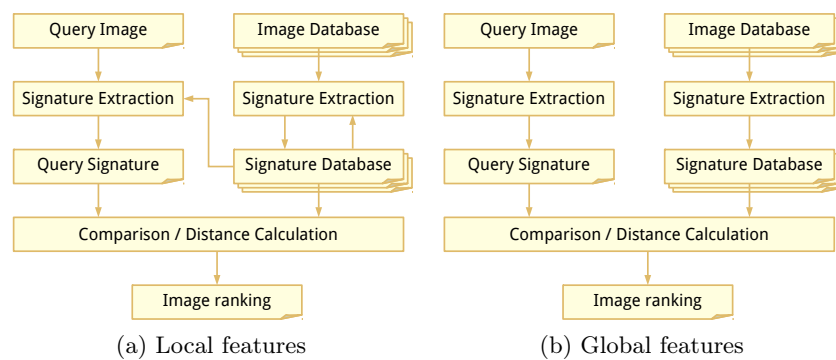 Query Image
Image Database
Signature Extraction
Signature Extraction
Query Signature
Signature Database
Comparison / Distance Calculation
Image ranking
(a) Local features
Query Image
Image Database
Signature Extraction
Signature Extraction
Query Signature
Signature Database
Comparison / Distance Calculation
Image ranking
(b) Global features